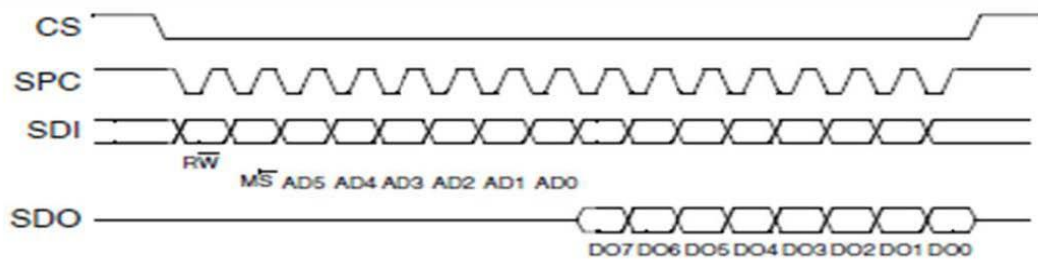 CS
SPC
SDI
RW
MS AD5 AD4 AD3 AD2 AD1 AD0
SDO
DO7 DO6 DO5 DO4 DO3 DO2 DO1 DO0